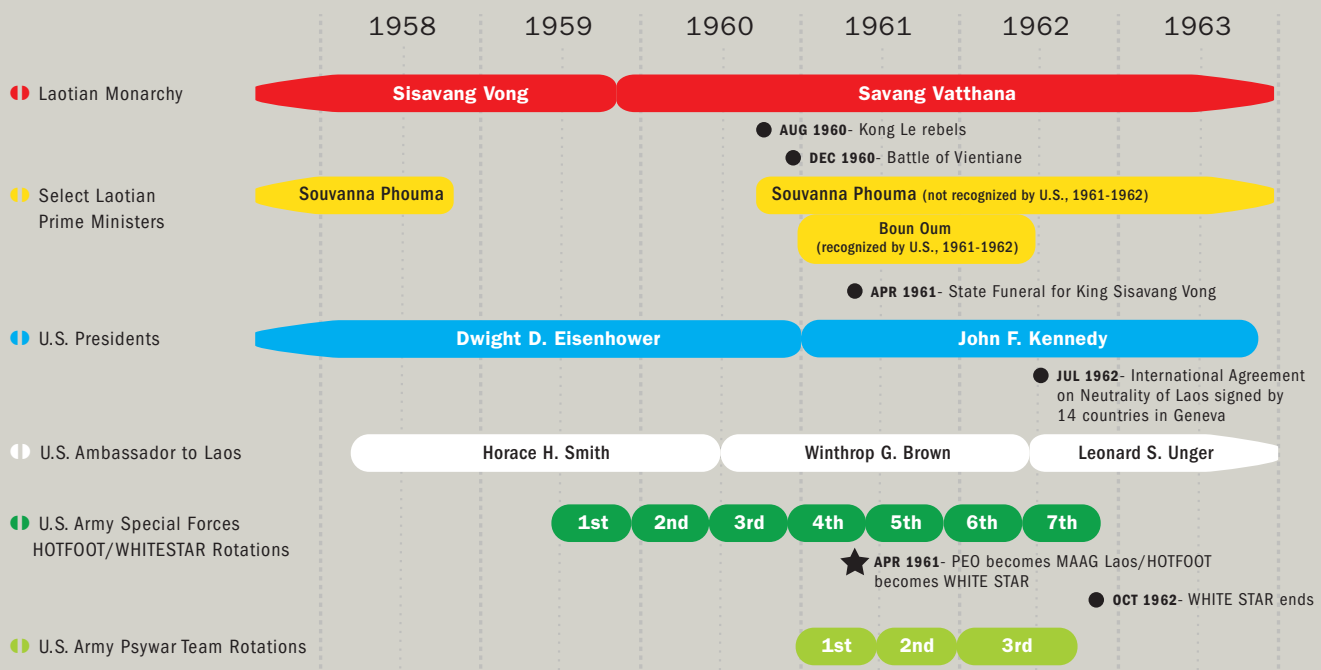 1958 1959 1960 1961 1962 1963
Laotian Monarchy
Sisavang Vong
Savang Vatthana
AUG 1960- Kong Le rebels
DEC 1960- Battle of Vientiane
Select Laotian
Prime Ministers
Souvanna Phouma
Souvanna Phouma (not recognized by U.S., 1961-1962)
Boun Oum
(recognized by U.S., 1961-1962)
APR 1961- State Funeral for King Sisavang Vong
U.S. Presidents
Dwight D. Eisenhower
John F. Kennedy
JUL 1962- International Agreement
on Neutrality of Laos signed by
14 countries in Geneva
U.S. Ambassador to Laos
Horace H. Smith
Winthrop G. Brown
Leonard S. Unger
U.S. Army Special Forces
HOTFOOT/WHITESTAR Rotations
1st 2nd 3rd 4th 5th 6th 7th
APR 1961- PEO becomes MAAG Laos/HOTFOOT
becomes WHITE STAR
OCT 1962- WHITE STAR ends
U.S. Army Psywar Team Rotations
1st 2nd 3rd